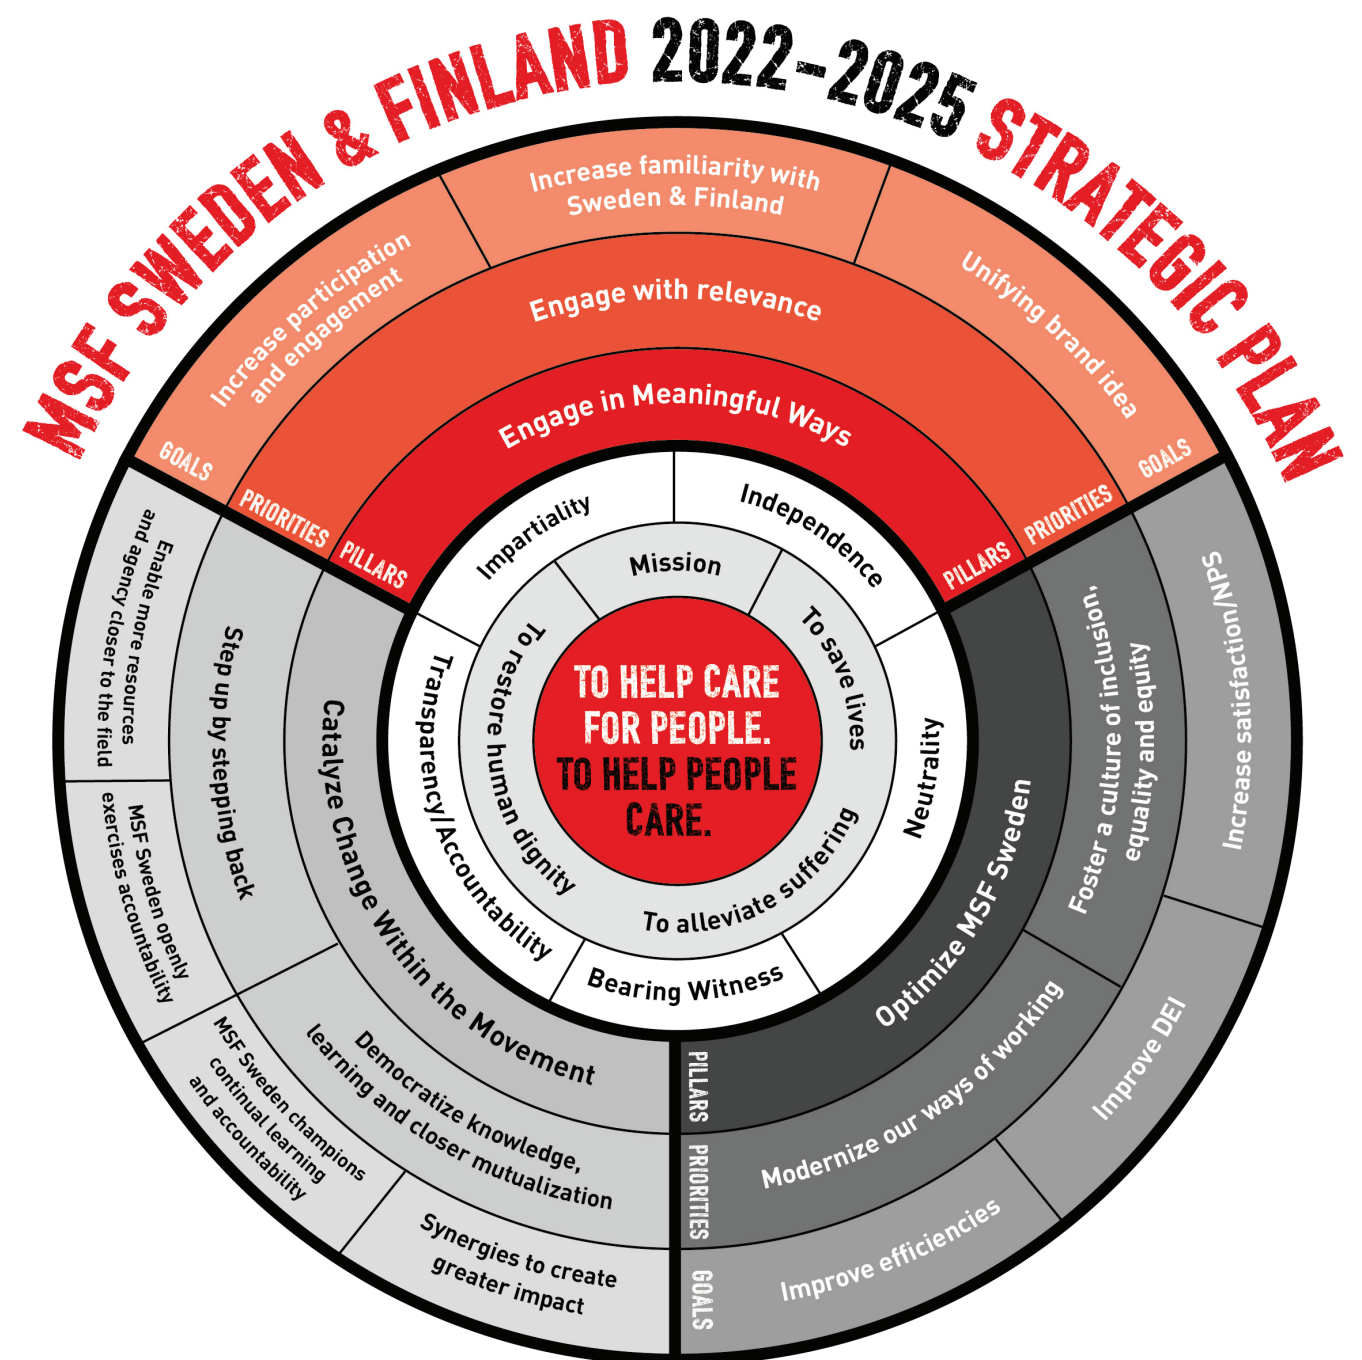 MSF SWEDEN & FINLAND 2022-2025 STRATEGIC PLAN
Increase participation
and engagement
Increase familiarity with
Sweden & Finland
Unifying brand idea
GOALS
GOALS
Engage with relevance
PRIORITIES
PRIORITIES
Engage in Meaningful Ways
PILLARS
PILLARS
Impartiality
Independence
Neutrality
Bearing Witness
Transparency/Accountability
Mission
To save lives
To alleviate suffering
To restore human dignity
TO HELP CARE
FOR PEOPLE.
TO HELP PEOPLE
CARE.
Optimize MSF Sweden
PILLARS
Foster a culture of inclusion,
equality and equity
Modernize our ways of working
PRIORITIES
Increase satisfaction/NPS
Improve DEI
Improve efficiencies
GOALS
Catalyze Change Within the Movement
Step up by stepping back
Democratize knowledge,
learning and closer mutualization
Enable more resources
and agency closer to the field
MSF Sweden openly
exercises accountability
MSF Sweden champions
continual learning
and accountability
Synergies to create
greater impact